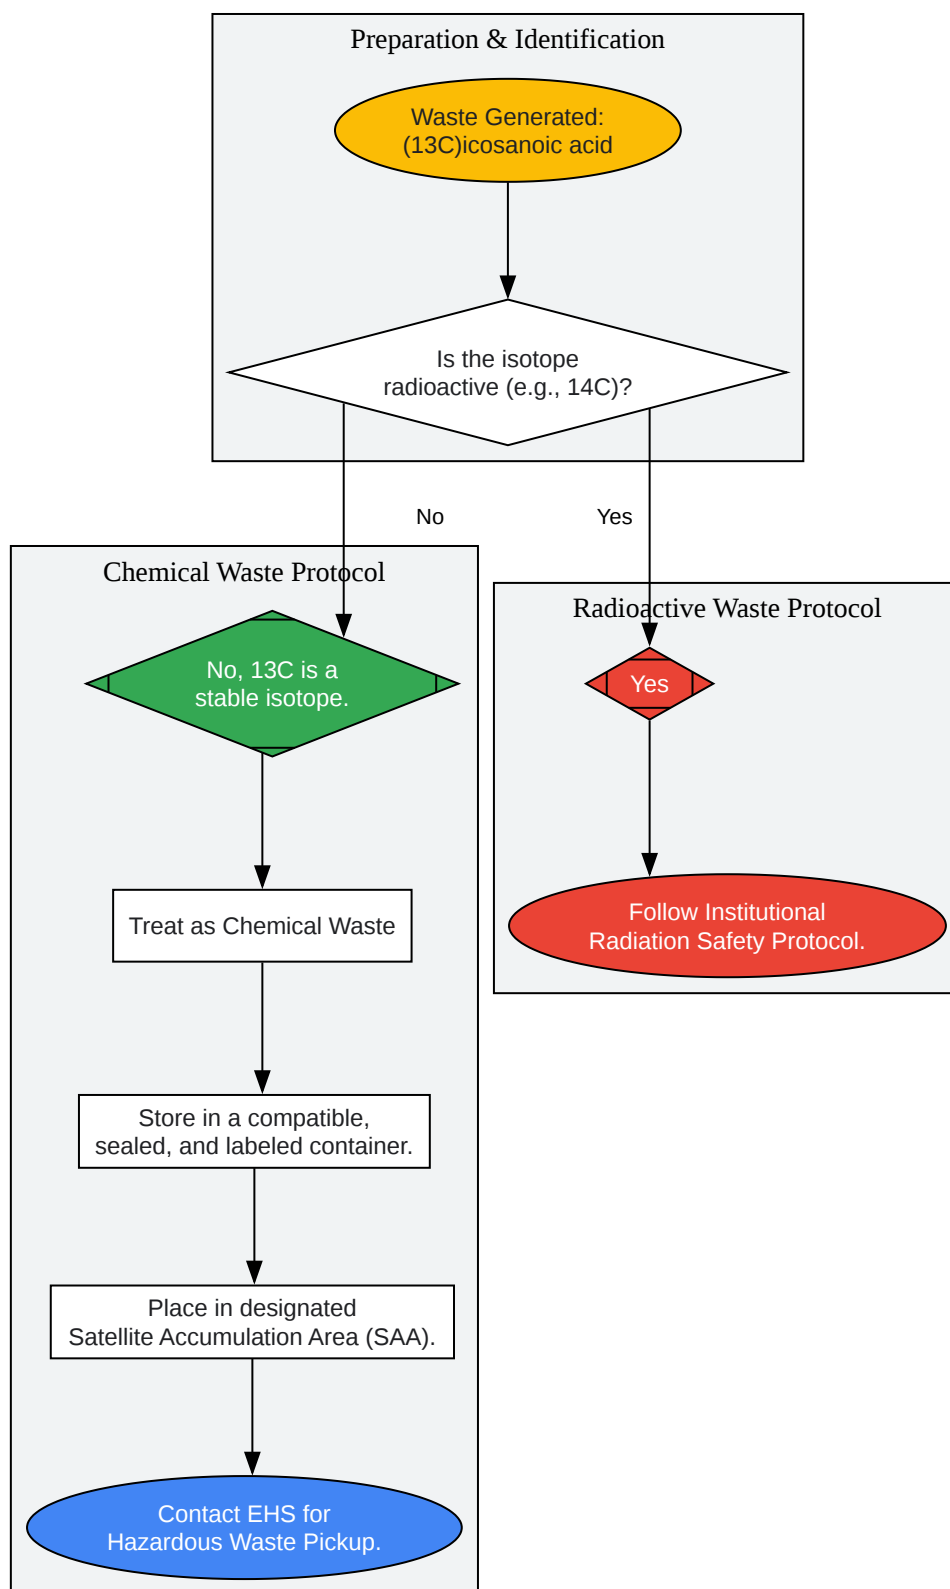 Preparation & Identification
Waste Generated:
(13C)icosanoic acid
Is the isotope
radioactive (e.g., 14C)?
No
Yes
Chemical Waste Protocol
No, 13C is a
stable isotope.
Treat as Chemical Waste
Store in a compatible,
sealed, and labeled container.
Place in designated
Satellite Accumulation Area (SAA).
Contact EHS for
Hazardous Waste Pickup.
Radioactive Waste Protocol
Yes
Follow Institutional
Radiation Safety Protocol.